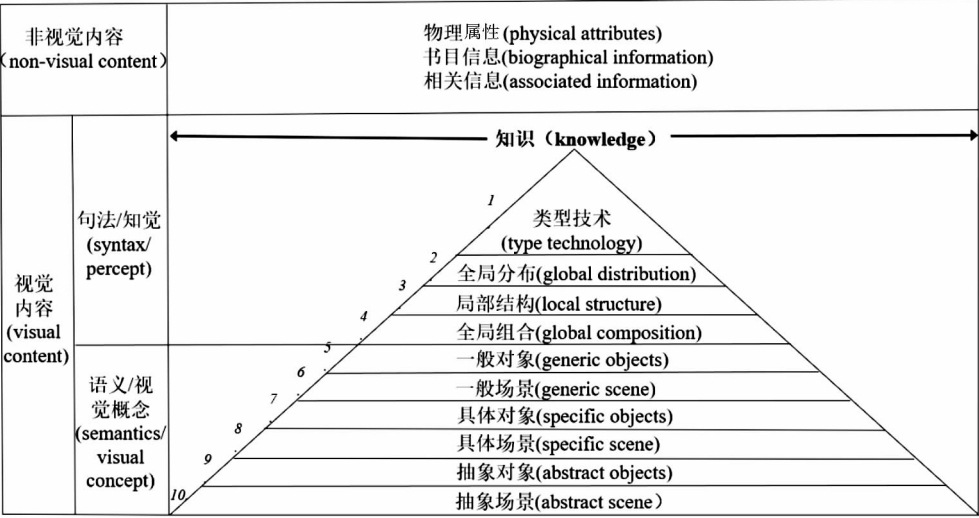 非视觉内容
（non-visual content）
物理属性(physical attributes)
书目信息(biographical information)
相关信息(associated information)
视觉
内容
(visual
content)
句法/知觉
(syntax/
percept)
语义/视
觉概念
(semantics/
visual
concept)
知识（knowledge）
1
类型技术
(type technology)
2
全局分布(global distribution)
3
局部结构(local structure)
4
全局组合(global composition)
5
一般对象(generic objects)
6
一般场景(generic scene)
7
具体对象(specific objects)
8
具体场景(specific scene)
9
抽象对象(abstract objects)
10
抽象场景(abstract scene）